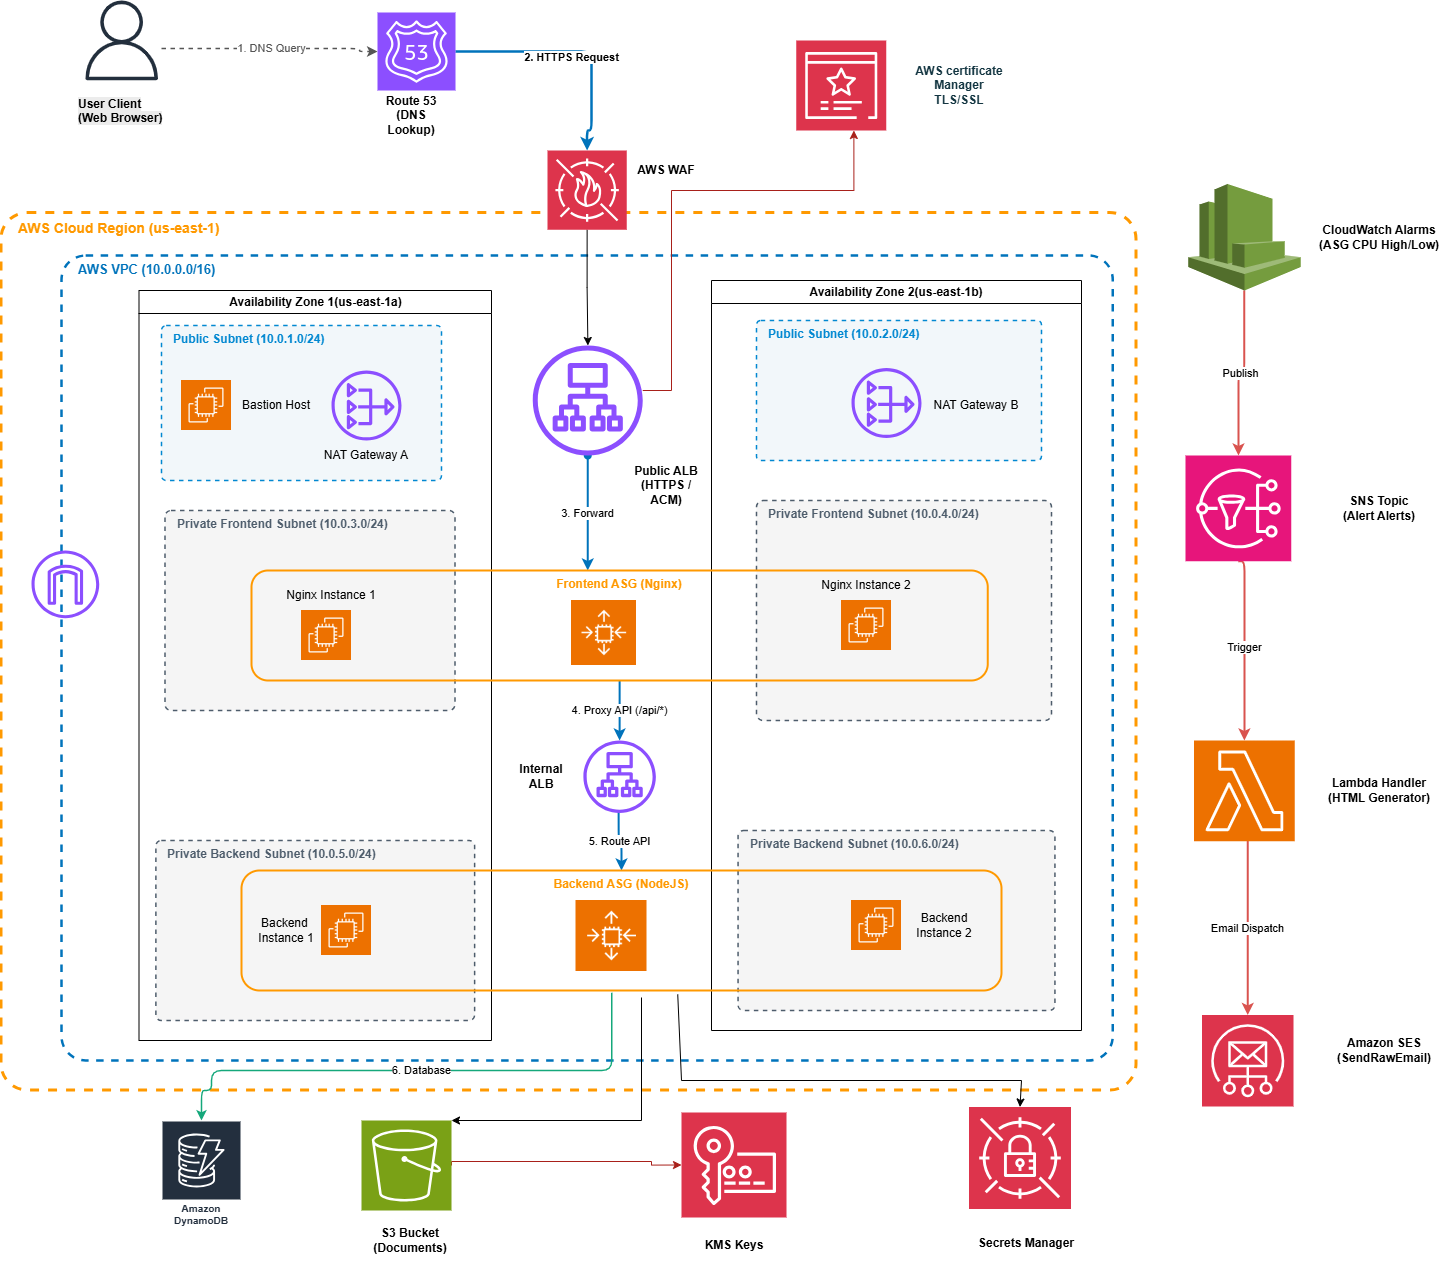 1. DNS Query
53
2. HTTPS Request
User Client
(Web Browser)
Route 53
(DNS
Lookup)
AWS certificate
Manager
TLS/SSL
AWS WAF
AWS Cloud Region (us-east-1)
AWS VPC (10.0.0.0/16)
CloudWatch Alarms
(ASG CPU High/Low)
Availability Zone 1(us-east-1a)
Availability Zone 2(us-east-1b)
Public Subnet (10.0.1.0/24)
Bastion Host
NAT Gateway A
Public Subnet (10.0.2.0/24)
NAT Gateway B
Publish
Public ALB
(HTTPS /
ACM)
3. Forward
SNS Topic
(Alert Alerts)
Private Frontend Subnet (10.0.3.0/24)
Private Frontend Subnet (10.0.4.0/24)
Frontend ASG (Nginx)
Nginx Instance 1
Nginx Instance 2
Trigger
4. Proxy API (/api/*)
Internal
ALB
Lambda Handler
(HTML Generator)
5. Route API
Private Backend Subnet (10.0.5.0/24)
Private Backend Subnet (10.0.6.0/24)
Backend ASG (NodeJS)
Backend
Instance 1
Backend
Instance 2
Email Dispatch
Amazon SES
(SendRawEmail)
6. Database
Amazon
DynamoDB
S3 Bucket
(Documents)
KMS Keys
Secrets Manager